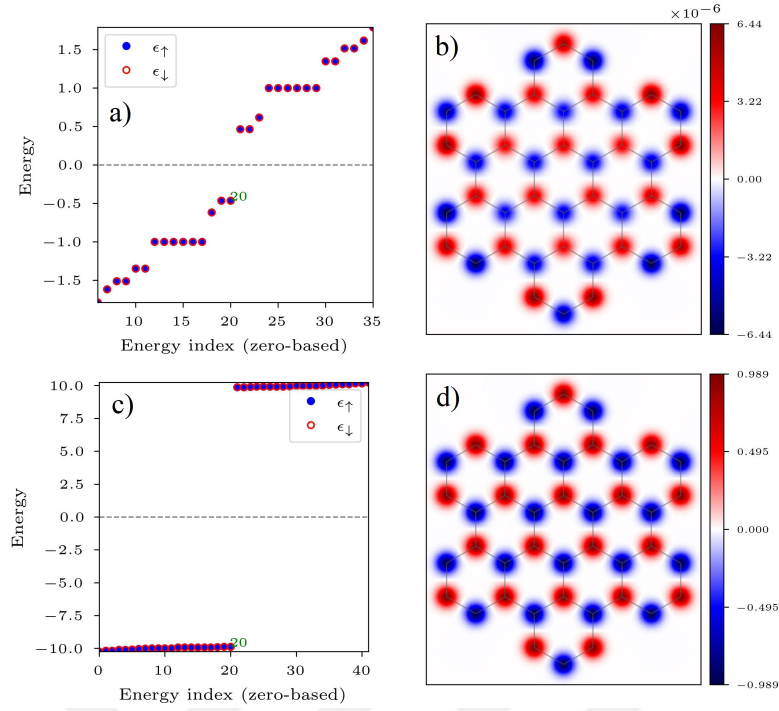 a)
ϵ↑
ϵ↓
20
1.5
1.0
0.5
0.0
−0.5
−1.0
−1.5
Energy
10 15 20 25 30 35
Energy index (zero-based)
b)
×10⁻⁶
6.44
3.22
0.00
−3.22
−6.44
c)
ϵ↑
ϵ↓
20
10.0
7.5
5.0
2.5
0.0
−2.5
−5.0
−7.5
−10.0
Energy
0 10 20 30 40
Energy index (zero-based)
d)
0.989
0.495
0.000
−0.495
−0.989